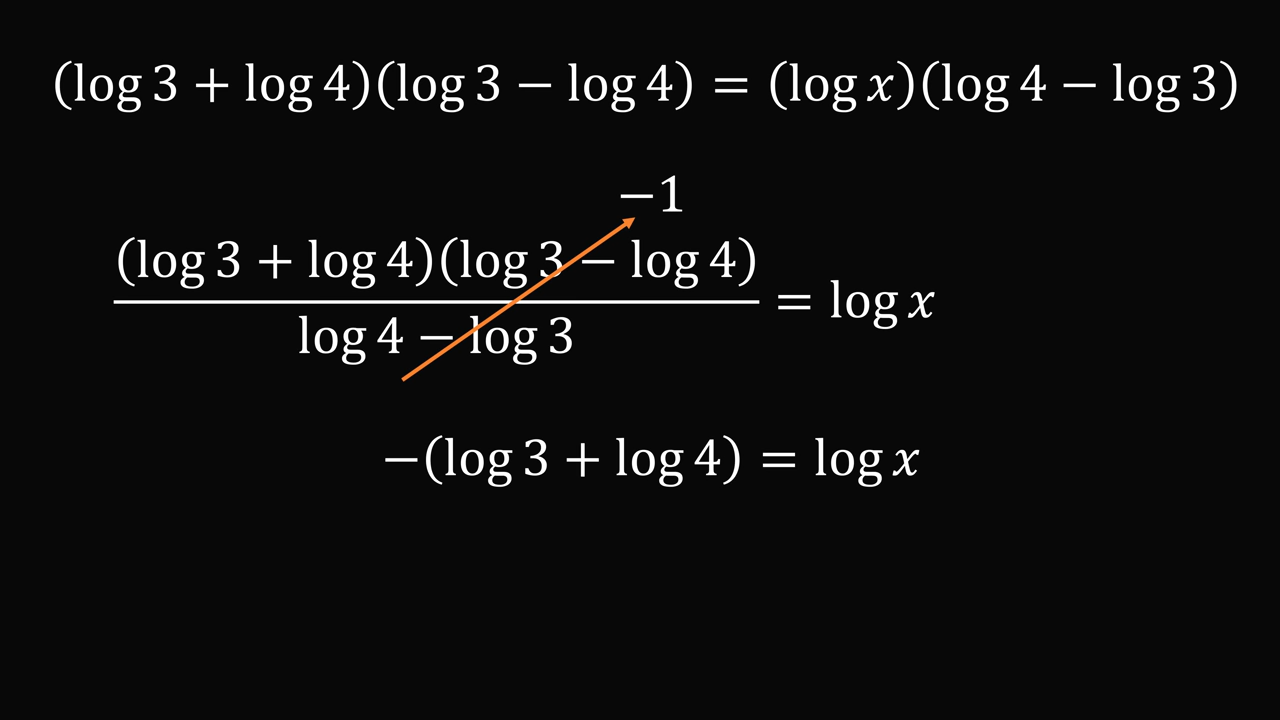 (log 3 + log 4)(log 3 − log 4) = (log x)(log 4 − log 3)
−1
(log 3 + log 4)(log 3 − log 4)
= log x
log 4 − log 3
−(log 3 + log 4) = log x